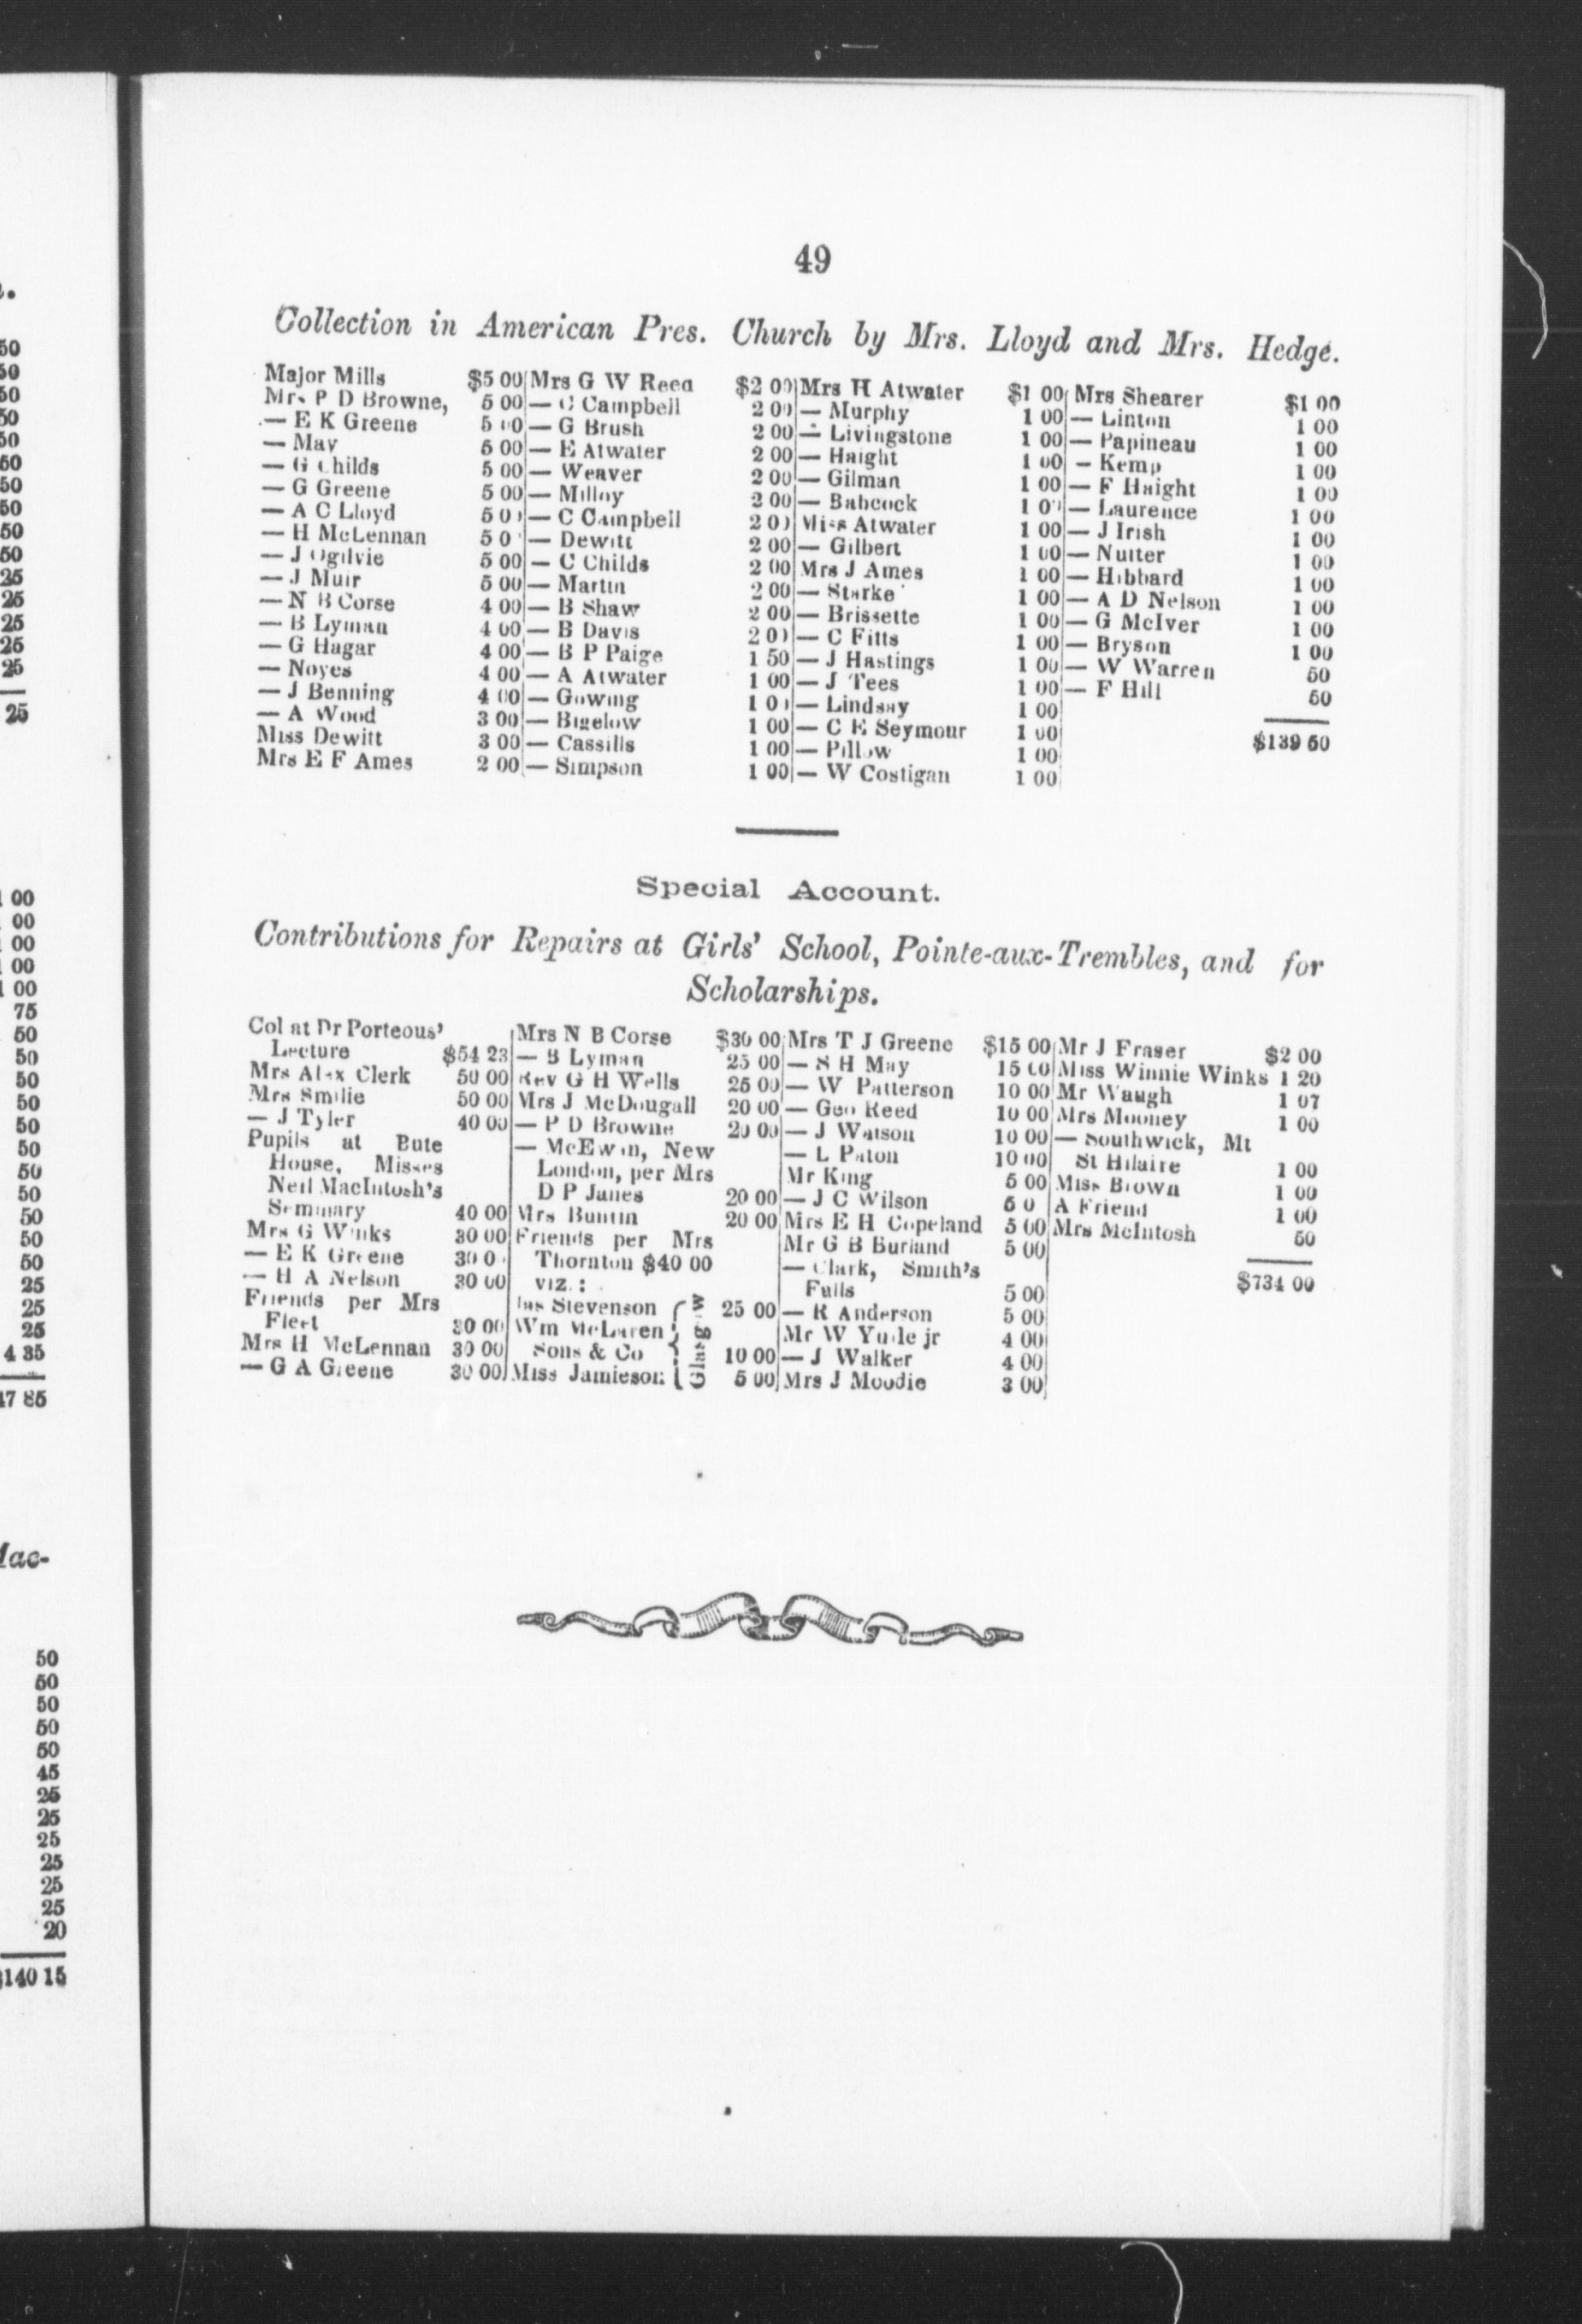 49
Collection in American Pres. Church by Mrs. Lloyd and Mrs. Hedge.
Major Mills $5 00
Mrs P D Browne, 5 00
— E K Greene 5 00
— May 5 00
— G Childs 5 00
— G Greene 5 00
— A C Lloyd 5 00
— H McLennan 5 0
— J Ogilvie 5 00
— J Muir 5 00
— N B Corse 4 00
— B Lyman 4 00
— G Hagar 4 00
— Noyes 4 00
— J Benning 4 00
— A Wood 3 00
Miss Dewitt 3 00
Mrs E F Ames 2 00
Mrs G W Reed $2 00
— C Campbell 2 00
— G Brush 2 00
— E Atwater 2 00
— Weaver 2 00
— Milloy 2 00
— C Campbell 2 00
— Dewitt 2 00
— C Childs 2 00
— Martin 2 00
— B Shaw 2 00
— B Davis 2 00
— B P Paige 1 50
— A Atwater 1 00
— Gowing 1 00
— Bigelow 1 00
— Cassills 1 00
— Simpson 1 00
Mrs H Atwater $1 00
— Murphy 1 00
— Livingstone 1 00
— Haight 1 00
— Gilman 1 00
— Babcock 1 00
Miss Atwater 1 00
— Gilbert 1 00
Mrs J Ames 1 00
— Starke 1 00
— Brissette 1 00
— C Fitts 1 00
— J Hastings 1 00
— J Tees 1 00
— Lindsay 1 00
— C E Seymour 1 00
— Pillow 1 00
— W Costigan 1 00
Mrs Shearer $1 00
— Linton 1 00
— Papineau 1 00
— Kemp 1 00
— F Haight 1 00
— Laurence 1 00
— J Irish 1 00
— Nutter 1 00
— Hibbard 1 00
— A D Nelson 1 00
— G McIver 1 00
— Bryson 1 00
— W Warren 50
— F Hill 50
$139 50
Special Account.
Contributions for Repairs at Girls' School, Pointe-aux-Trembles, and for
Scholarships.
Col at Dr Porteous'
Lecture $54 23
Mrs Alex Clerk 50 00
Mrs Smilie 50 00
— J Tyler 40 00
Pupils at Bute
House, Misses
Neil MacIntosh's
Seminary 40 00
Mrs G Winks 30 00
— E K Greene 30 0
— H A Nelson 30 00
Friends per Mrs
Fleet 30 00
Mrs H McLennan 30 00
— G A Greene 30 00
Mrs N B Corse $30 00
— B Lyman 25 00
Rev G H Wells 25 00
Mrs J McDougall 20 00
— P D Browne 20 00
— McEwin, New
London, per Mrs
D P Janes 20 00
Mrs Buntin 20 00
Friends per Mrs
Thornton $40 00
viz.:
Jas Stevenson 25 00
Wm McLaren
Sons & Co 10 00
Miss Jamieson 5 00
Glasgow
Mrs T J Greene $15 00
— S H May 15 00
— W Patterson 10 00
— Geo Reed 10 00
— J Watson 10 00
— L Paton 10 00
Mr King 5 00
— J C Wilson 5 0
Mrs E H Copeland 5 00
Mr G B Burland 5 00
— Clark, Smith's
Falls 5 00
— R Anderson 5 00
Mr W Yuile jr 4 00
— J Walker 4 00
Mrs J Moodie 3 00
Mr J Fraser $2 00
Miss Winnie Winks 1 20
Mr Waugh 1 07
Mrs Mooney 1 00
— Southwick, Mt
St Hilaire 1 00
Miss Brown 1 00
A Friend 1 00
Mrs McIntosh 50
$734 00